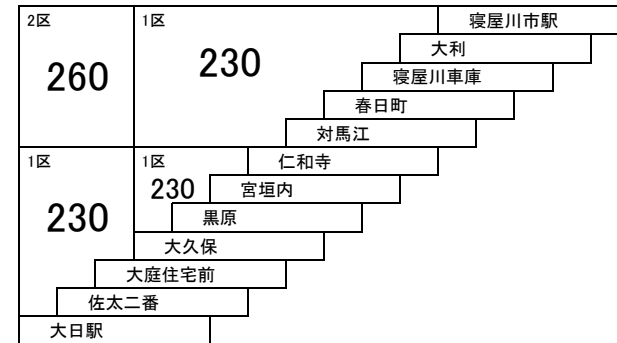 2区 1区 寝屋川市駅
260 230 大利
寝屋川車庫
春日町
対馬江
1区 1区 仁和寺
230 230 宮垣内
黒原
大久保
大庭住宅前
佐太二番
大日駅